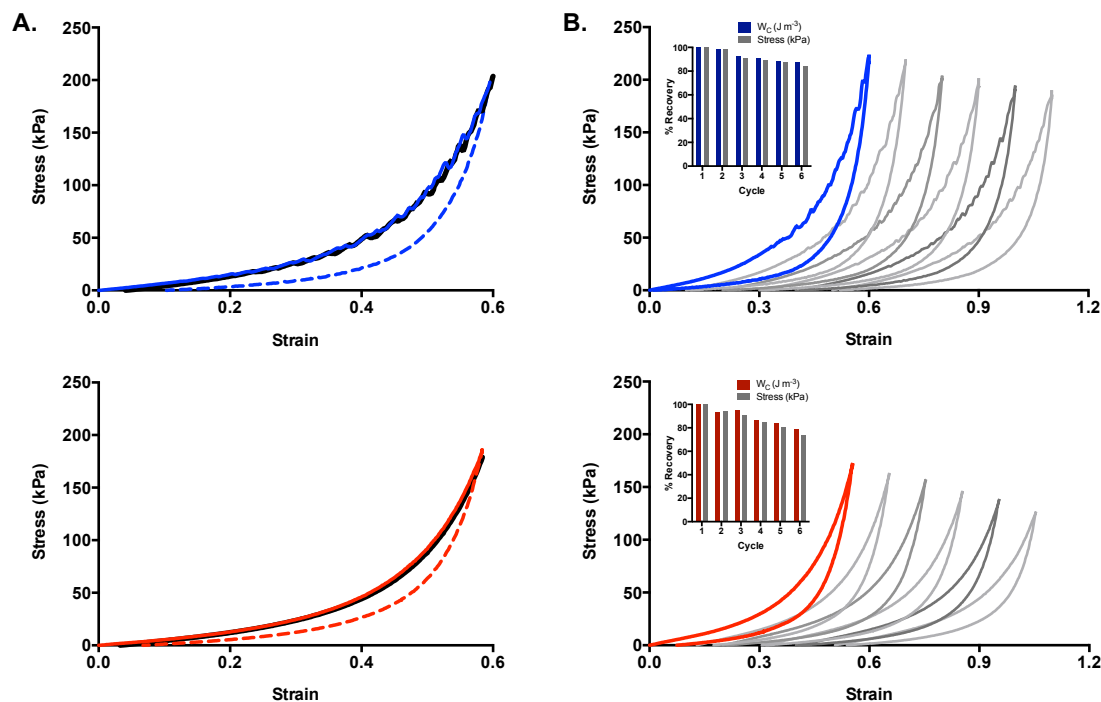 A.
B.
250
200
150
100
50
0
Stress (kPa)
0.0 0.2 0.4 0.6
Strain
250
200
150
100
50
0
Stress (kPa)
0.0 0.3 0.6 0.9 1.2
Strain
W_C (J m⁻³)
Stress (kPa)
100
80
60
40
20
0
% Recovery
1 2 3 4 5 6
Cycle
250
200
150
100
50
0
Stress (kPa)
0.0 0.2 0.4 0.6
Strain
250
200
150
100
50
0
Stress (kPa)
0.0 0.3 0.6 0.9 1.2
Strain
W_C (J m⁻³)
Stress (kPa)
100
80
60
40
20
0
% Recovery
1 2 3 4 5 6
Cycle